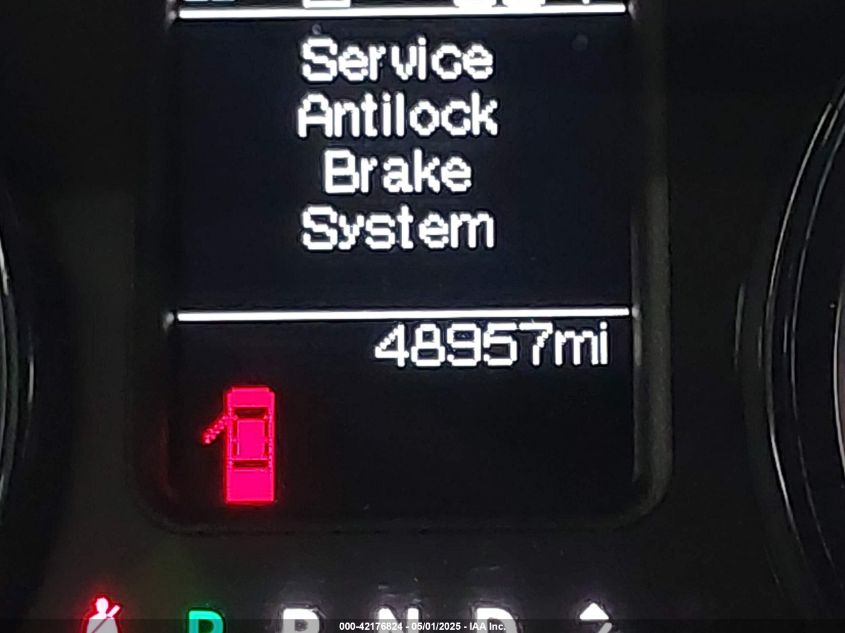 Service
Antilock
Brake
System
48957mi
P R N D
000-42176824 - 05/01/2025 - IAA Inc.